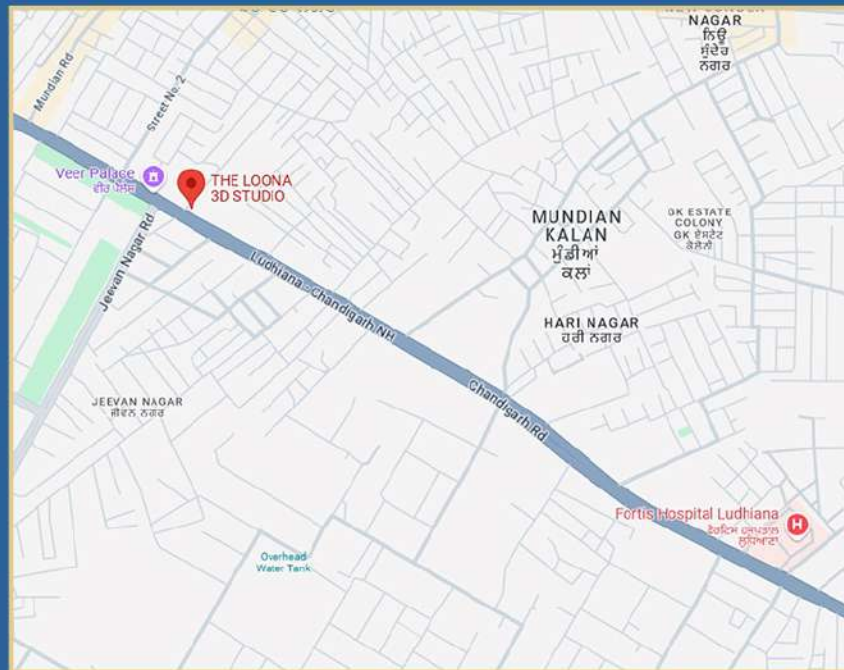 NAGAR
ਨਿਊ
ਸੁੰਦਰ
ਨਗਰ
Mundian Rd
Street No. 2
Veer Palace
ਵੀਰ ਪੈਲੇਸ
THE LOONA
3D STUDIO
Jeevan Nagar Rd
Ludhiana - Chandigarh NH
MUNDIAN
KALAN
ਮੁੰਡੀਆਂ
ਕਲਾਂ
GK ESTATE
COLONY
GK ਏਸਟੇਟ
ਕੋਲੋਨੀ
HARI NAGAR
ਹਰੀ ਨਗਰ
JEEVAN NAGAR
ਜੀਵਨ ਨਗਰ
Chandigarh Rd
Fortis Hospital Ludhiana
ਫੋਰਟਿਸ ਹਸਪਤਾਲ
ਲੁਧਿਆਣਾ
H
Overhead
Water Tank